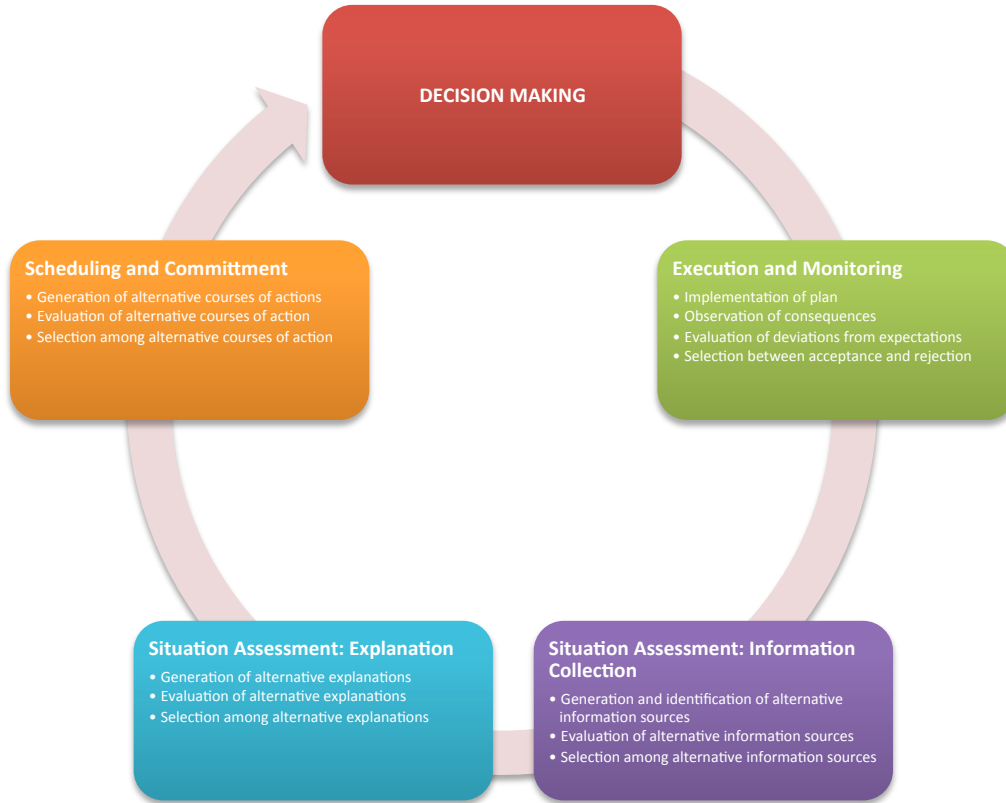 DECISION MAKING
Execution and Monitoring
• Implementation of plan
• Observation of consequences
• Evaluation of deviations from expectations
• Selection between acceptance and rejection
Situation Assessment: Information
Collection
• Generation and identification of alternative
information sources
• Evaluation of alternative information sources
• Selection among alternative information sources
Situation Assessment: Explanation
• Generation of alternative explanations
• Evaluation of alternative explanations
• Selection among alternative explanations
Scheduling and Committment
• Generation of alternative courses of actions
• Evaluation of alternative courses of action
• Selection among alternative courses of action